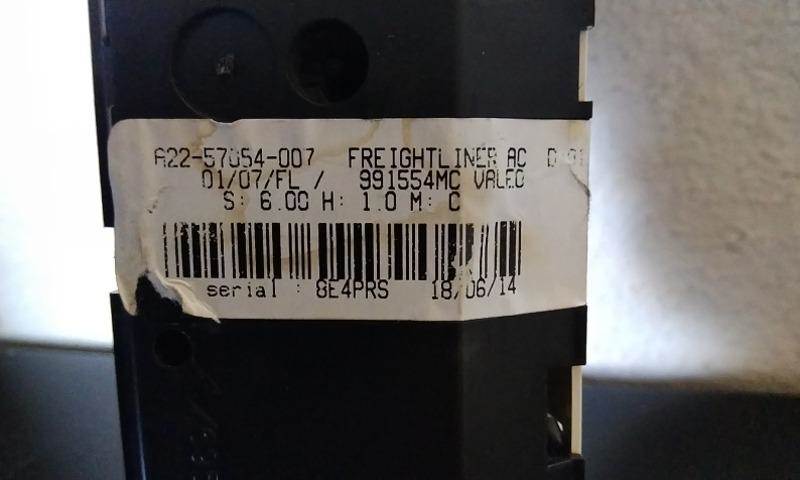 A22-57054-007 FREIGHTLINER AC
01/07/FL / 991554MC VALEO
S: 6.00 H: 1.0 M: C
serial : 8E4PRS 18/06/14